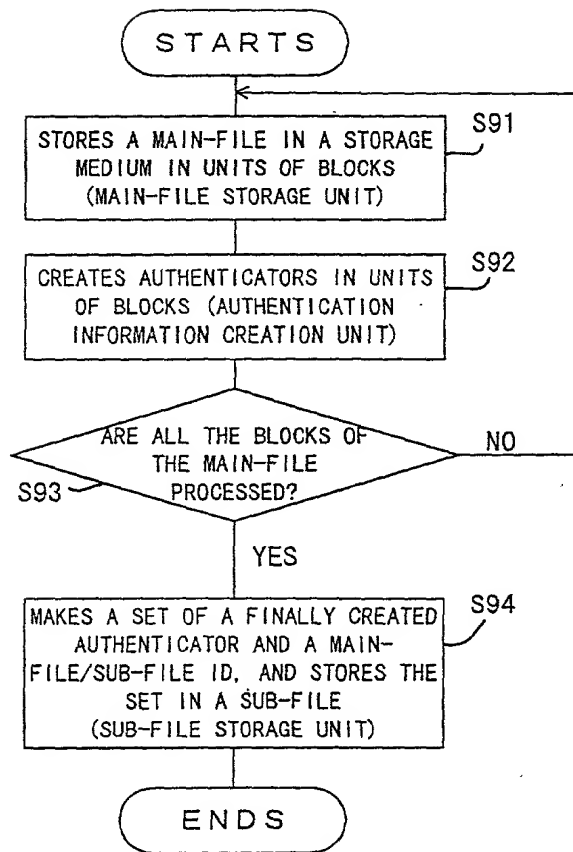 STARTS
S91
STORES A MAIN-FILE IN A STORAGE
MEDIUM IN UNITS OF BLOCKS
(MAIN-FILE STORAGE UNIT)
S92
CREATES AUTHENTICATORS IN UNITS
OF BLOCKS (AUTHENTICATION
INFORMATION CREATION UNIT)
ARE ALL THE BLOCKS OF
THE MAIN-FILE
PROCESSED?
NO
S93
YES
S94
MAKES A SET OF A FINALLY CREATED
AUTHENTICATOR AND A MAIN-
FILE/SUB-FILE ID, AND STORES THE
SET IN A SUB-FILE
(SUB-FILE STORAGE UNIT)
ENDS